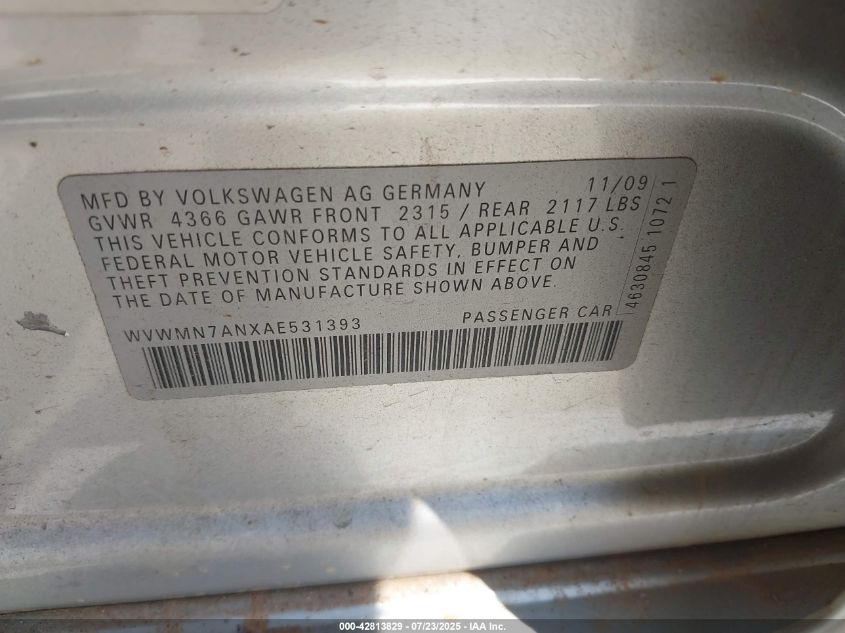 MFD BY VOLKSWAGEN AG GERMANY 11/09
GVWR 4366 GAWR FRONT 2315 / REAR 2117 LBS
THIS VEHICLE CONFORMS TO ALL APPLICABLE U.S.
FEDERAL MOTOR VEHICLE SAFETY, BUMPER AND
THEFT PREVENTION STANDARDS IN EFFECT ON
THE DATE OF MANUFACTURE SHOWN ABOVE.
WVWMN7ANXAE531393 PASSENGER CAR
4630845 1072 1
000-42813829 - 07/23/2025 - IAA Inc.